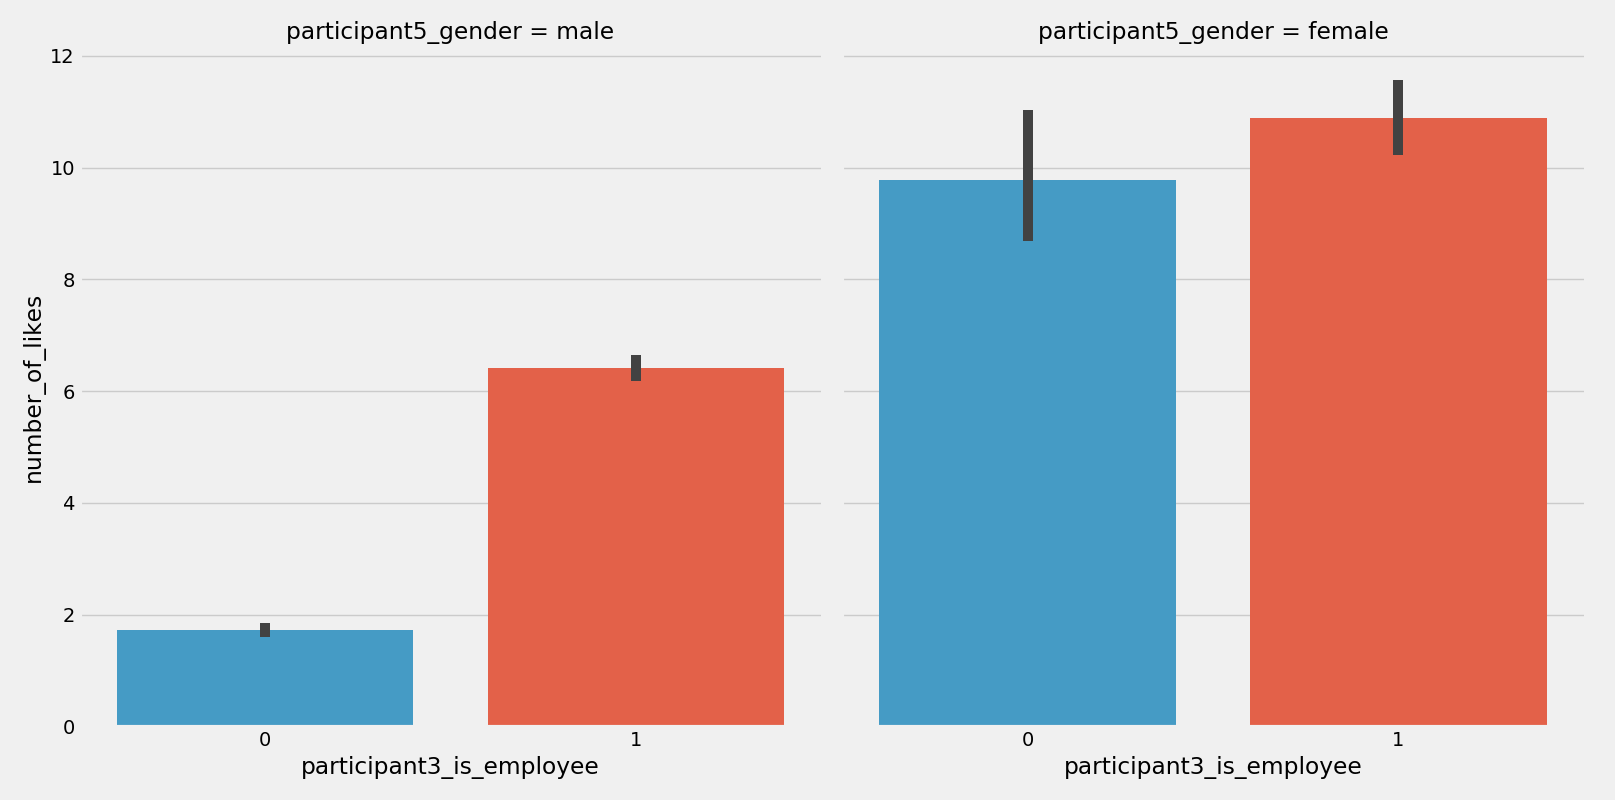 participant5_gender = male
participant5_gender = female
12
10
8
6
4
2
0
number_of_likes
0 1
0 1
participant3_is_employee
participant3_is_employee